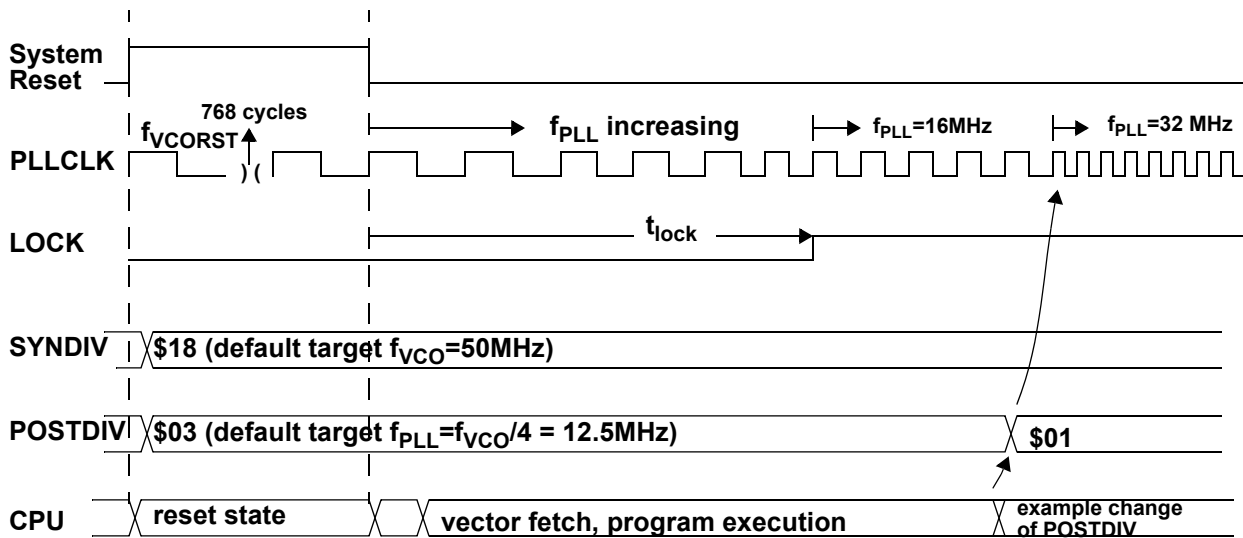 System
Reset
768 cycles
fVCORST
fPLL increasing
fPLL=16MHz
fPLL=32 MHz
PLLCLK
) (
LOCK
tlock
SYNDIV
$18 (default target fVCO=50MHz)
POSTDIV
$03 (default target fPLL=fVCO/4 = 12.5MHz)
$01
CPU
reset state
vector fetch, program execution
example change
of POSTDIV